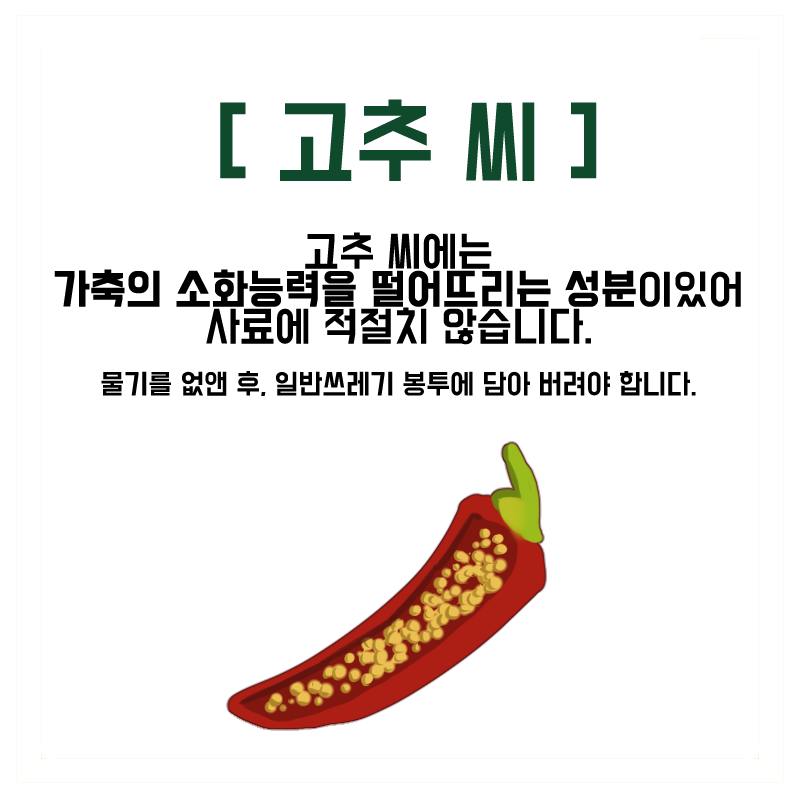 [ 고추 씨 ]
고추 씨에는
가축의 소화능력을 떨어뜨리는 성분이있어
사료에 적절치 않습니다.
물기를 없앤 후, 일반쓰레기 봉투에 담아 버려야 합니다.